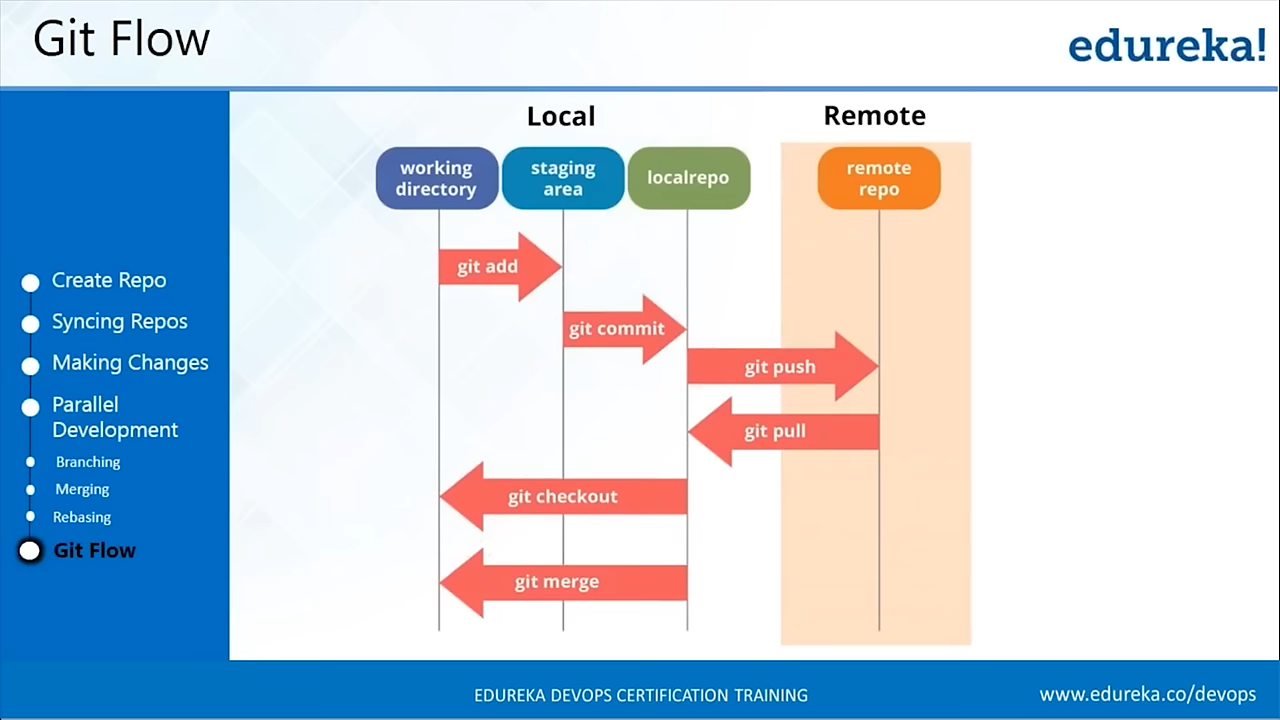 Git Flow
edureka!
Create Repo
Syncing Repos
Making Changes
Parallel
Development
Branching
Merging
Rebasing
Git Flow
Local
Remote
working
directory
staging
area
localrepo
remote
repo
git add
git commit
git push
git pull
git checkout
git merge
EDUREKA DEVOPS CERTIFICATION TRAINING
www.edureka.co/devops